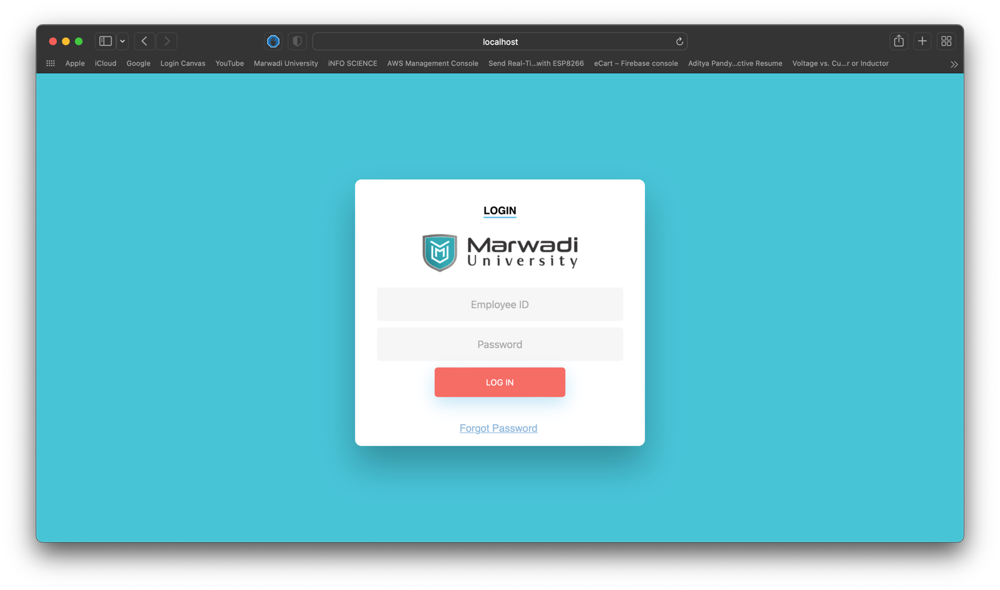 localhost
Apple iCloud Google Login Canvas YouTube Marwadi University iNFO SCIENCE AWS Management Console Send Real-Ti...with ESP8266 eCart – Firebase console Aditya Pandy...ctive Resume Voltage vs. Cu...r or Inductor
LOGIN
Marwadi
University
Employee ID
Password
LOG IN
Forgot Password